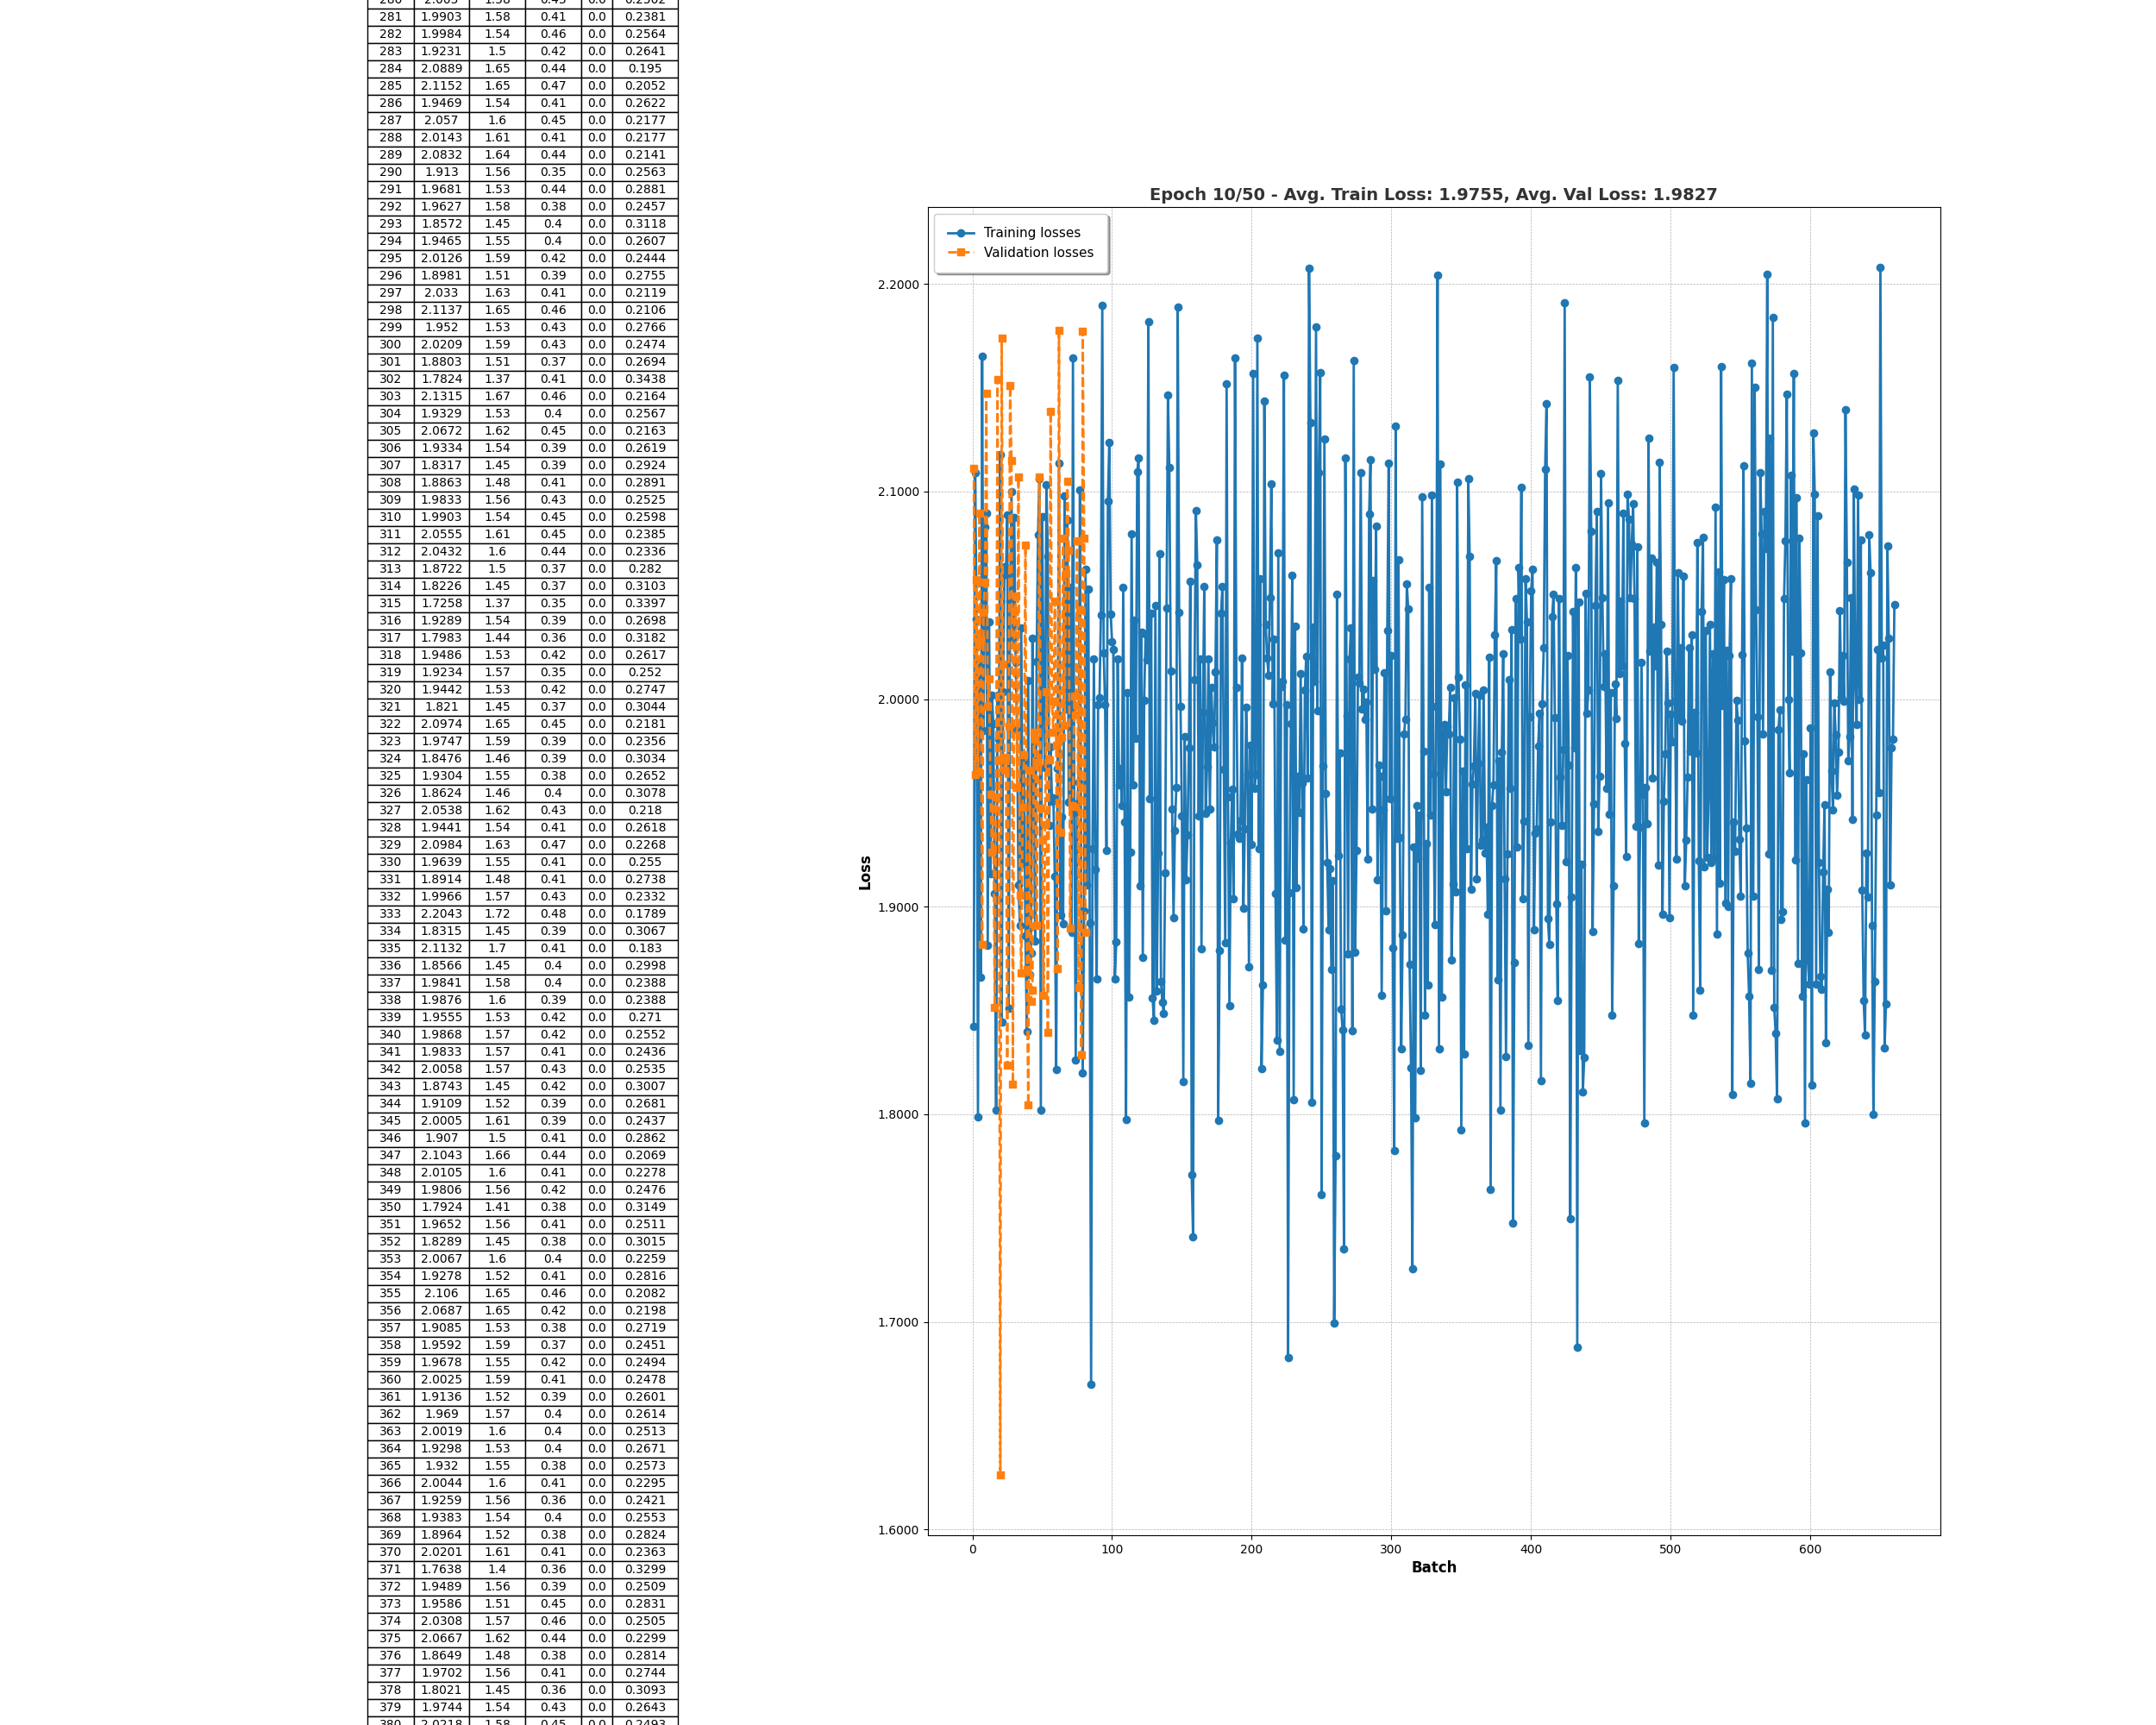 281 1.9903 1.58 0.41 0.0 0.2381
282 1.9984 1.54 0.46 0.0 0.2564
283 1.9231 1.5 0.42 0.0 0.2641
284 2.0889 1.65 0.44 0.0 0.195
285 2.1152 1.65 0.47 0.0 0.2052
286 1.9469 1.54 0.41 0.0 0.2622
287 2.057 1.6 0.45 0.0 0.2177
288 2.0143 1.61 0.41 0.0 0.2177
289 2.0832 1.64 0.44 0.0 0.2141
290 1.913 1.56 0.35 0.0 0.2563
291 1.9681 1.53 0.44 0.0 0.2881
292 1.9627 1.58 0.38 0.0 0.2457
293 1.8572 1.45 0.4 0.0 0.3118
294 1.9465 1.55 0.4 0.0 0.2607
295 2.0126 1.59 0.42 0.0 0.2444
296 1.8981 1.51 0.39 0.0 0.2755
297 2.033 1.63 0.41 0.0 0.2119
298 2.1137 1.65 0.46 0.0 0.2106
299 1.952 1.53 0.43 0.0 0.2766
300 2.0209 1.59 0.43 0.0 0.2474
301 1.8803 1.51 0.37 0.0 0.2694
302 1.7824 1.37 0.41 0.0 0.3438
303 2.1315 1.67 0.46 0.0 0.2164
304 1.9329 1.53 0.4 0.0 0.2567
305 2.0672 1.62 0.45 0.0 0.2163
306 1.9334 1.54 0.39 0.0 0.2619
307 1.8317 1.45 0.39 0.0 0.2924
308 1.8863 1.48 0.41 0.0 0.2891
309 1.9833 1.56 0.43 0.0 0.2525
310 1.9903 1.54 0.45 0.0 0.2598
311 2.0555 1.61 0.45 0.0 0.2385
312 2.0432 1.6 0.44 0.0 0.2336
313 1.8722 1.5 0.37 0.0 0.282
314 1.8226 1.45 0.37 0.0 0.3103
315 1.7258 1.37 0.35 0.0 0.3397
316 1.9289 1.54 0.39 0.0 0.2698
317 1.7983 1.44 0.36 0.0 0.3182
318 1.9486 1.53 0.42 0.0 0.2617
319 1.9234 1.57 0.35 0.0 0.252
320 1.9442 1.53 0.42 0.0 0.2747
321 1.821 1.45 0.37 0.0 0.3044
322 2.0974 1.65 0.45 0.0 0.2181
323 1.9747 1.59 0.39 0.0 0.2356
324 1.8476 1.46 0.39 0.0 0.3034
325 1.9304 1.55 0.38 0.0 0.2652
326 1.8624 1.46 0.4 0.0 0.3078
327 2.0538 1.62 0.43 0.0 0.218
328 1.9441 1.54 0.41 0.0 0.2618
329 2.0984 1.63 0.47 0.0 0.2268
330 1.9639 1.55 0.41 0.0 0.255
331 1.8914 1.48 0.41 0.0 0.2738
332 1.9966 1.57 0.43 0.0 0.2332
333 2.2043 1.72 0.48 0.0 0.1789
334 1.8315 1.45 0.39 0.0 0.3067
335 2.1132 1.7 0.41 0.0 0.183
336 1.8566 1.45 0.4 0.0 0.2998
337 1.9841 1.58 0.4 0.0 0.2388
338 1.9876 1.6 0.39 0.0 0.2388
339 1.9555 1.53 0.42 0.0 0.271
340 1.9868 1.57 0.42 0.0 0.2552
341 1.9833 1.57 0.41 0.0 0.2436
342 2.0058 1.57 0.43 0.0 0.2535
343 1.8743 1.45 0.42 0.0 0.3007
344 1.9109 1.52 0.39 0.0 0.2681
345 2.0005 1.61 0.39 0.0 0.2437
346 1.907 1.5 0.41 0.0 0.2862
347 2.1043 1.66 0.44 0.0 0.2069
348 2.0105 1.6 0.41 0.0 0.2278
349 1.9806 1.56 0.42 0.0 0.2476
350 1.7924 1.41 0.38 0.0 0.3149
351 1.9652 1.56 0.41 0.0 0.2511
352 1.8289 1.45 0.38 0.0 0.3015
353 2.0067 1.6 0.4 0.0 0.2259
354 1.9278 1.52 0.41 0.0 0.2816
355 2.106 1.65 0.46 0.0 0.2082
356 2.0687 1.65 0.42 0.0 0.2198
357 1.9085 1.53 0.38 0.0 0.2719
358 1.9592 1.59 0.37 0.0 0.2451
359 1.9678 1.55 0.42 0.0 0.2494
360 2.0025 1.59 0.41 0.0 0.2478
361 1.9136 1.52 0.39 0.0 0.2601
362 1.969 1.57 0.4 0.0 0.2614
363 2.0019 1.6 0.4 0.0 0.2513
364 1.9298 1.53 0.4 0.0 0.2671
365 1.932 1.55 0.38 0.0 0.2573
366 2.0044 1.6 0.41 0.0 0.2295
367 1.9259 1.56 0.36 0.0 0.2421
368 1.9383 1.54 0.4 0.0 0.2553
369 1.8964 1.52 0.38 0.0 0.2824
370 2.0201 1.61 0.41 0.0 0.2363
371 1.7638 1.4 0.36 0.0 0.3299
372 1.9489 1.56 0.39 0.0 0.2509
373 1.9586 1.51 0.45 0.0 0.2831
374 2.0308 1.57 0.46 0.0 0.2505
375 2.0667 1.62 0.44 0.0 0.2299
376 1.8649 1.48 0.38 0.0 0.2814
377 1.9702 1.56 0.41 0.0 0.2744
378 1.8021 1.45 0.36 0.0 0.3093
379 1.9744 1.54 0.43 0.0 0.2643
380 2.0218 1.58 0.45 0.0 0.2493
Epoch 10/50 - Avg. Train Loss: 1.9755, Avg. Val Loss: 1.9827
Training losses
Validation losses
2.2000
2.1000
2.0000
1.9000
1.8000
1.7000
1.6000
Loss
0 100 200 300 400 500 600
Batch